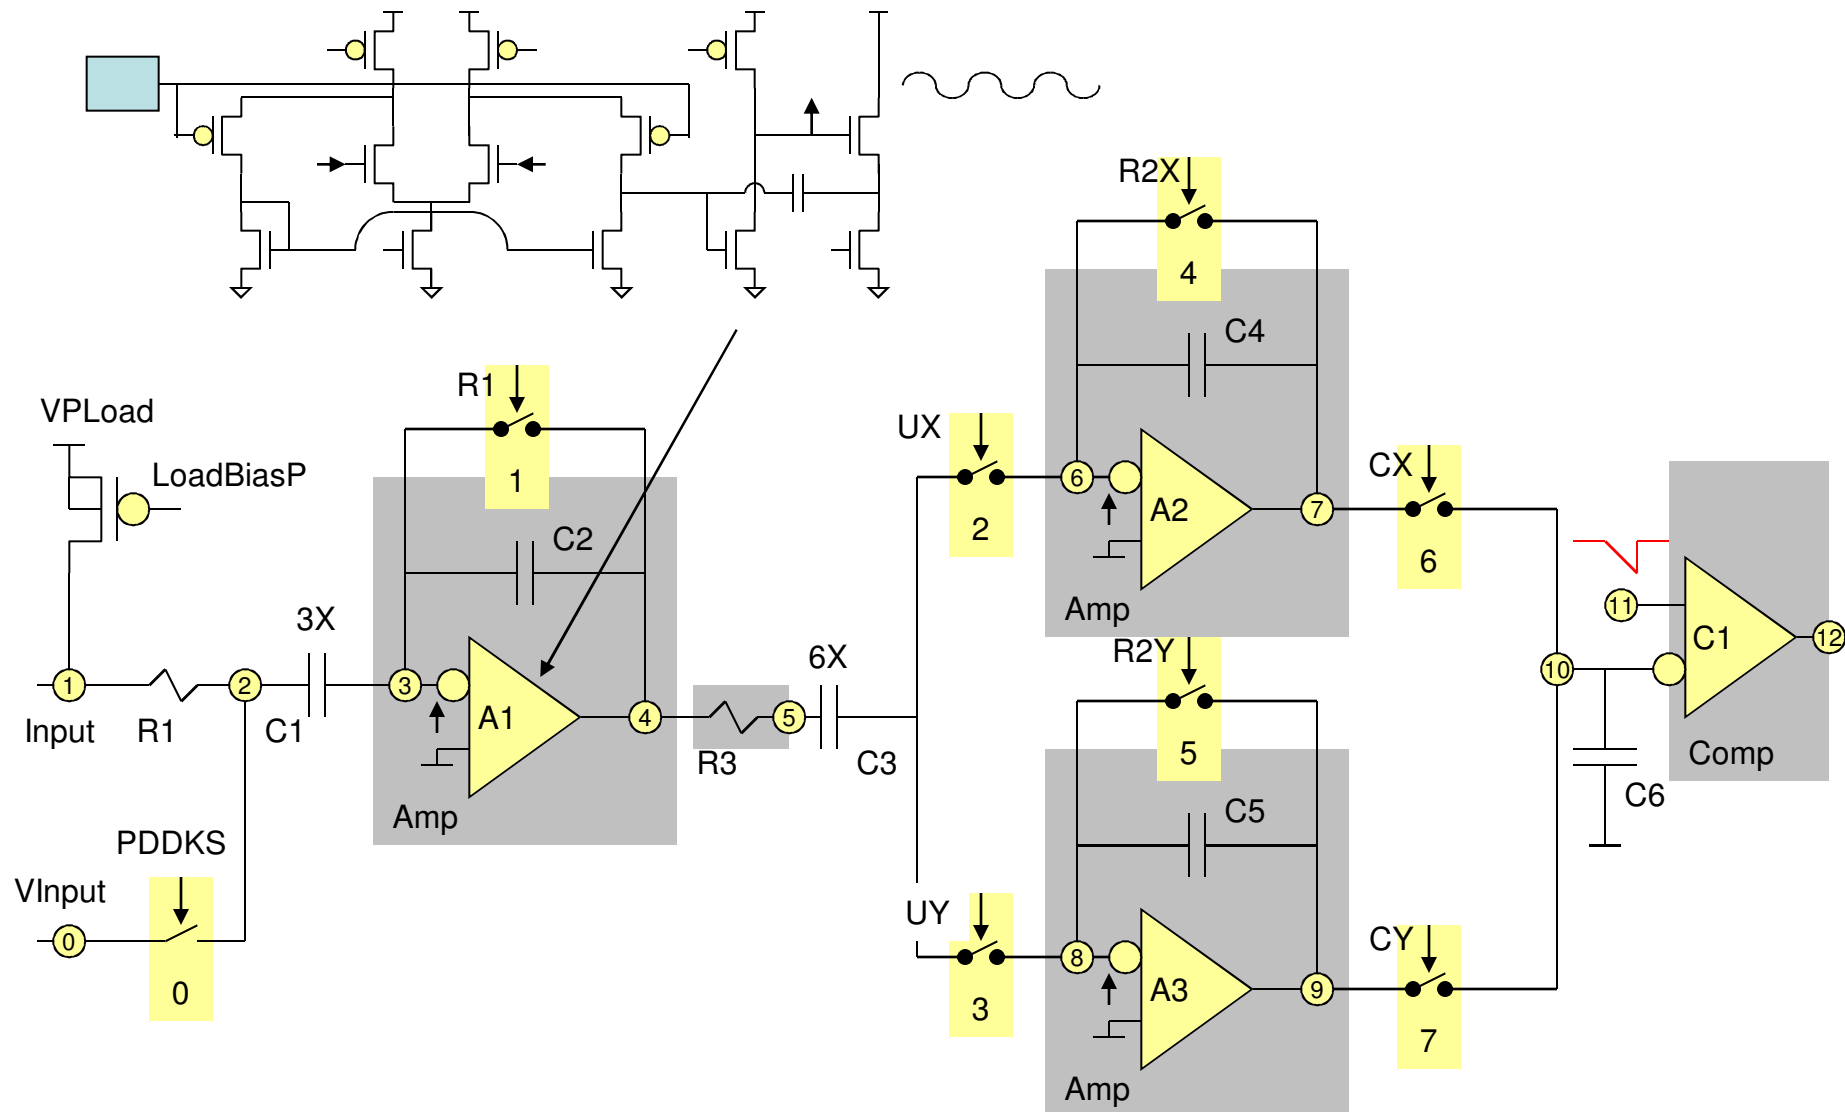 R2X
4
C4
R1
VPLoad
UX
CX
LoadBiasP
1
6
A2
7
2
C2
6
11
Amp
3X
C1
12
6X
R2Y
10
1
2
3
A1
4
5
Input
R1
C1
R3
C3
5
Comp
C6
Amp
C5
PDDKS
VInput
UY
CY
0
8
A3
9
0
3
7
Amp